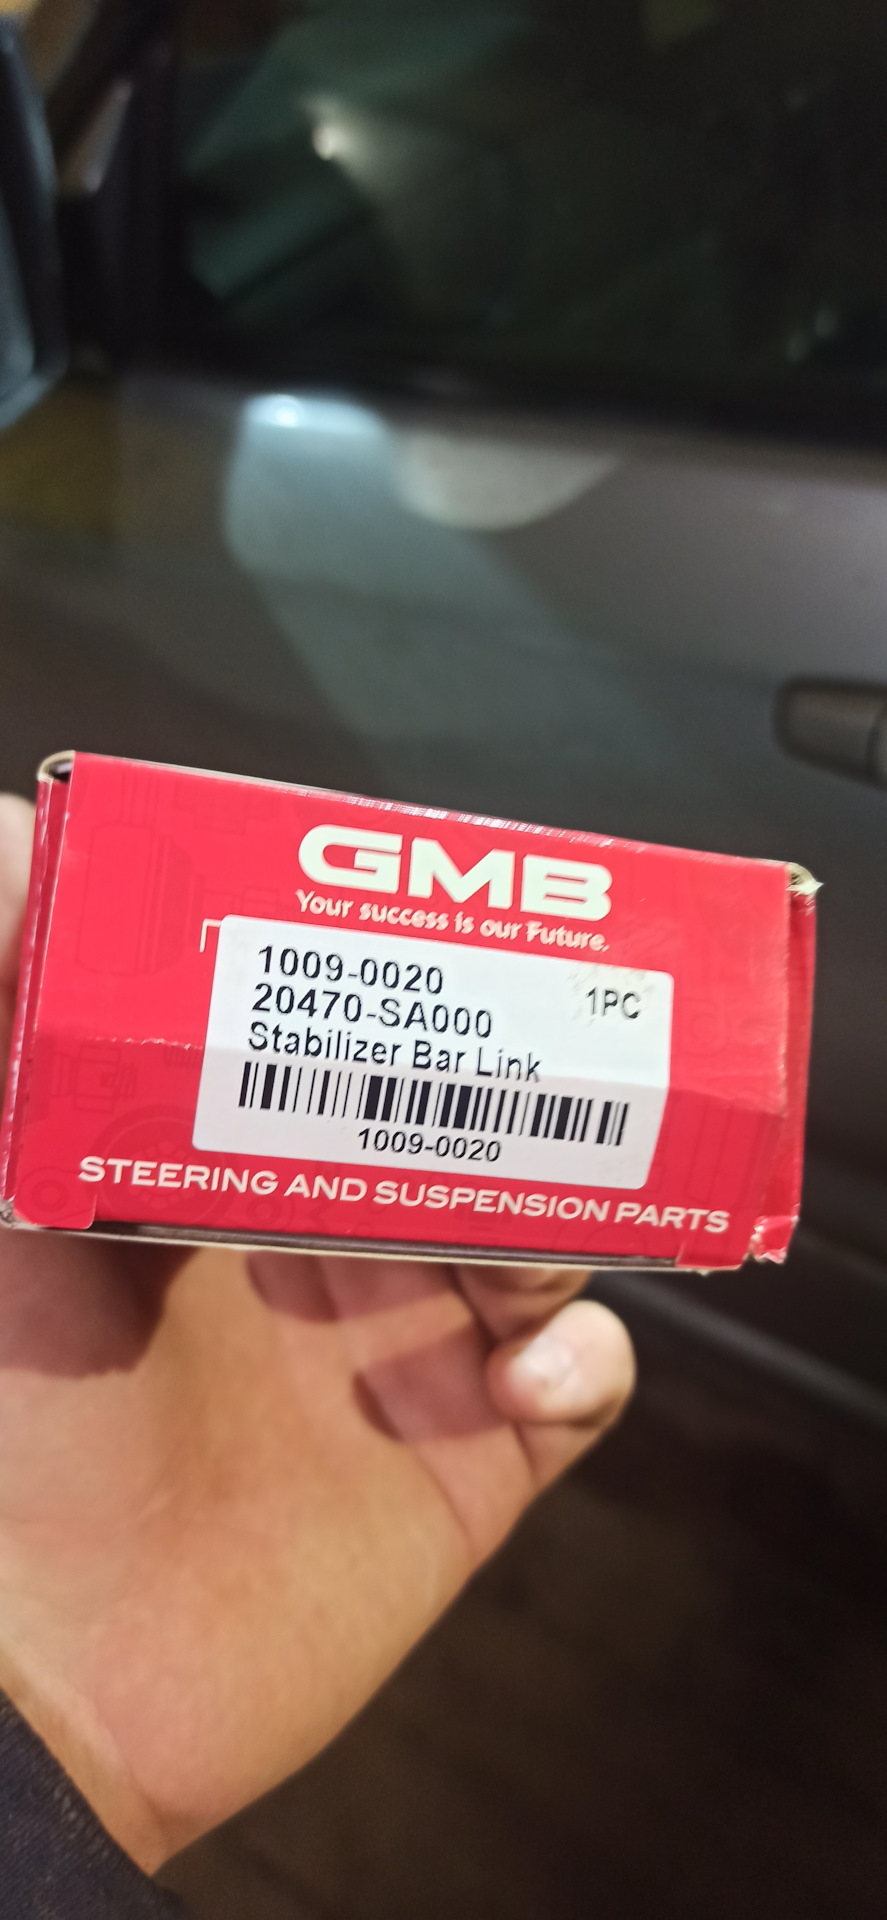 GMB
Your success is our Future.
1009-0020
20470-SA000
1PC
Stabilizer Bar Link
1009-0020
STEERING AND SUSPENSION PARTS